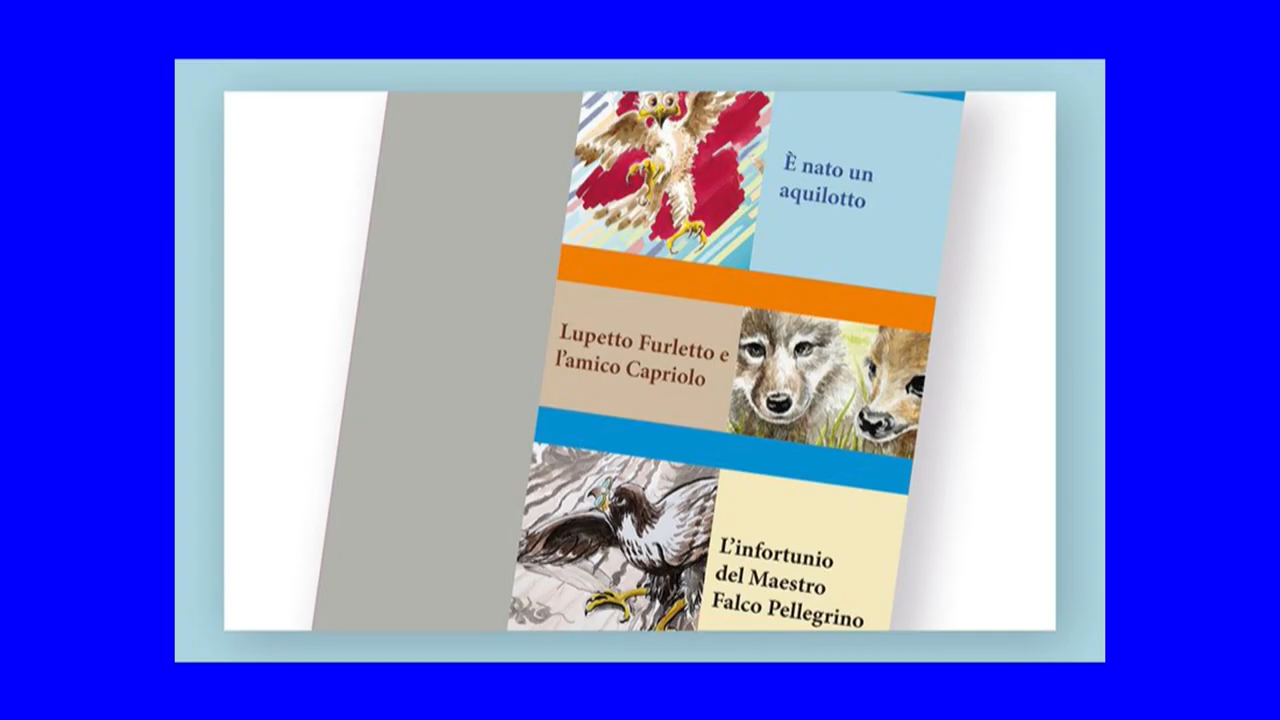 È nato un
aquilotto
Lupetto Furletto e
l'amico Capriolo
L'infortunio
del Maestro
Falco Pellegrino